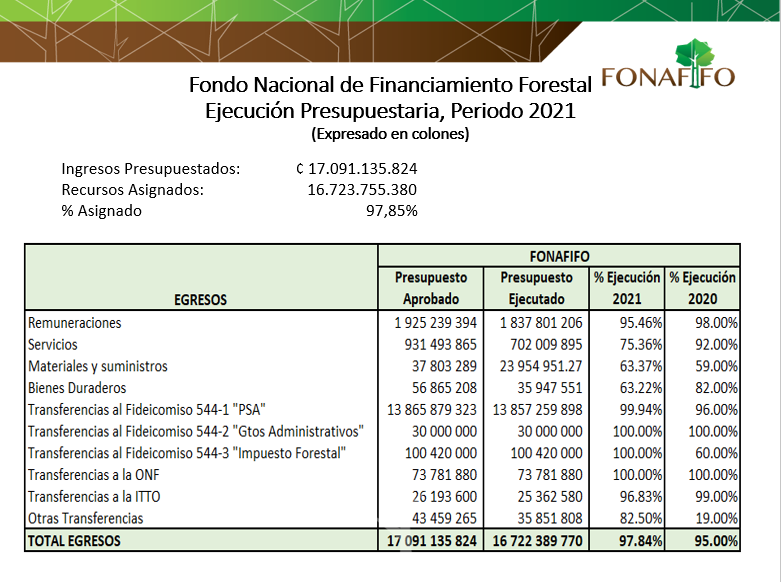 FONAFIFO
Fondo Nacional de Financiamiento Forestal
Ejecución Presupuestaria, Periodo 2021
(Expresado en colones)
Ingresos Presupuestados: ¢ 17.091.135.824
Recursos Asignados: 16.723.755.380
% Asignado 97,85%
FONAFIFO
EGRESOS Presupuesto Aprobado Presupuesto Ejecutado % Ejecución 2021 % Ejecución 2020
Remuneraciones 1 925 239 394 1 837 801 206 95.46% 98.00%
Servicios 931 493 865 702 009 895 75.36% 92.00%
Materiales y suministros 37 803 289 23 954 951.27 63.37% 59.00%
Bienes Duraderos 56 865 208 35 947 551 63.22% 82.00%
Transferencias al Fideicomiso 544-1 "PSA" 13 865 879 323 13 857 259 898 99.94% 96.00%
Transferencias al Fideicomiso 544-2 "Gtos Administrativos" 30 000 000 30 000 000 100.00% 100.00%
Transferencias al Fideicomiso 544-3 "Impuesto Forestal" 100 420 000 100 420 000 100.00% 60.00%
Transferencias a la ONF 73 781 880 73 781 880 100.00% 100.00%
Transferencias a la ITTO 26 193 600 25 362 580 96.83% 99.00%
Otras Transferencias 43 459 265 35 851 808 82.50% 19.00%
TOTAL EGRESOS 17 091 135 824 16 722 389 770 97.84% 95.00%